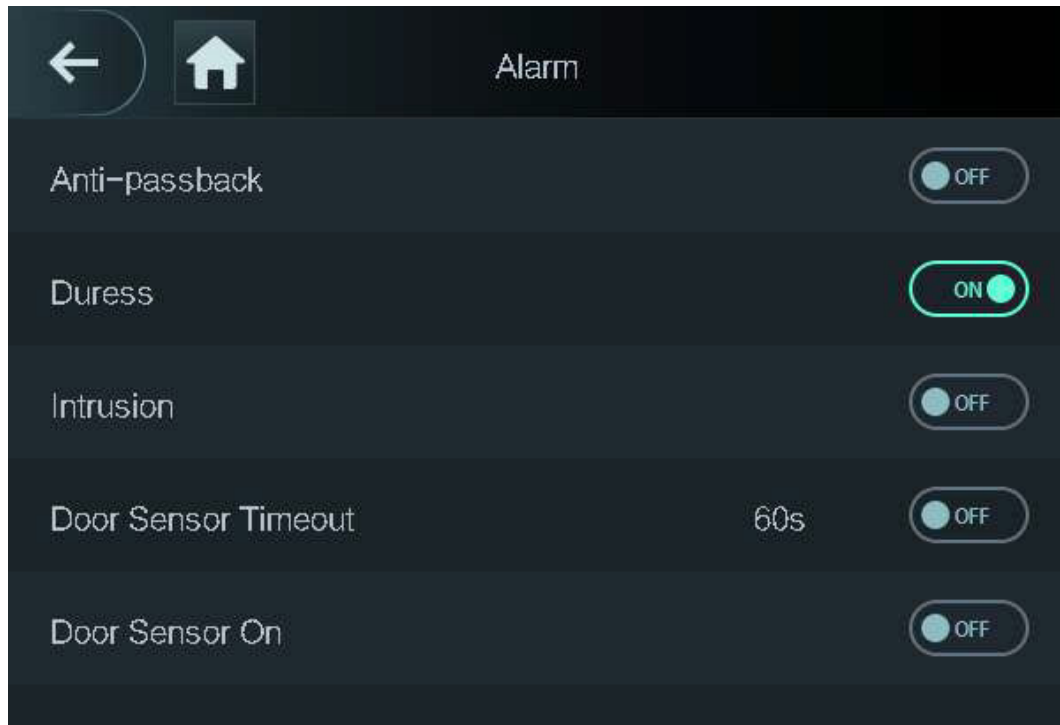 Alarm
Anti-passback OFF
Duress ON
Intrusion OFF
Door Sensor Timeout 60s OFF
Door Sensor On OFF